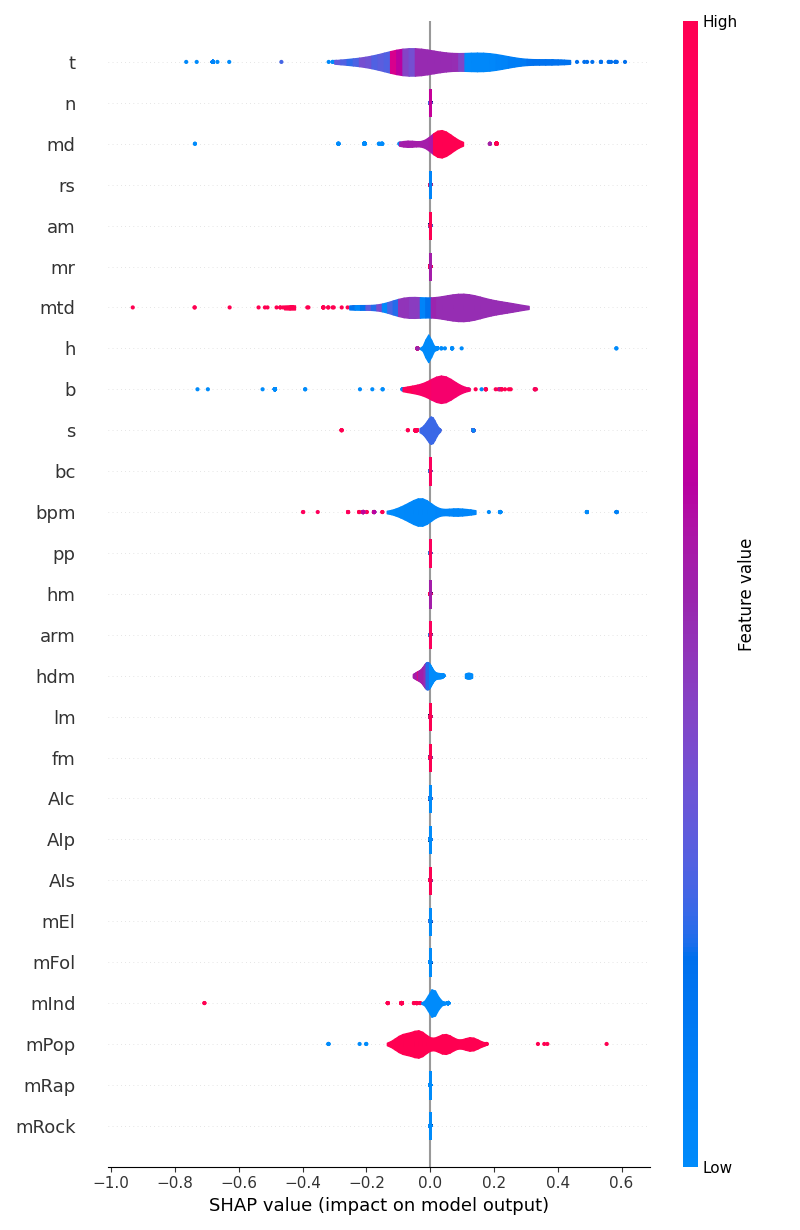 High
t
n
md
rs
am
mr
mtd
h
b
s
bc
bpm
pp
hm
arm
hdm
lm
fm
AIc
AIp
AIs
mEl
mFol
mInd
mPop
mRap
mRock
Feature value
Low
−1.0 −0.8 −0.6 −0.4 −0.2 0.0 0.2 0.4 0.6
SHAP value (impact on model output)